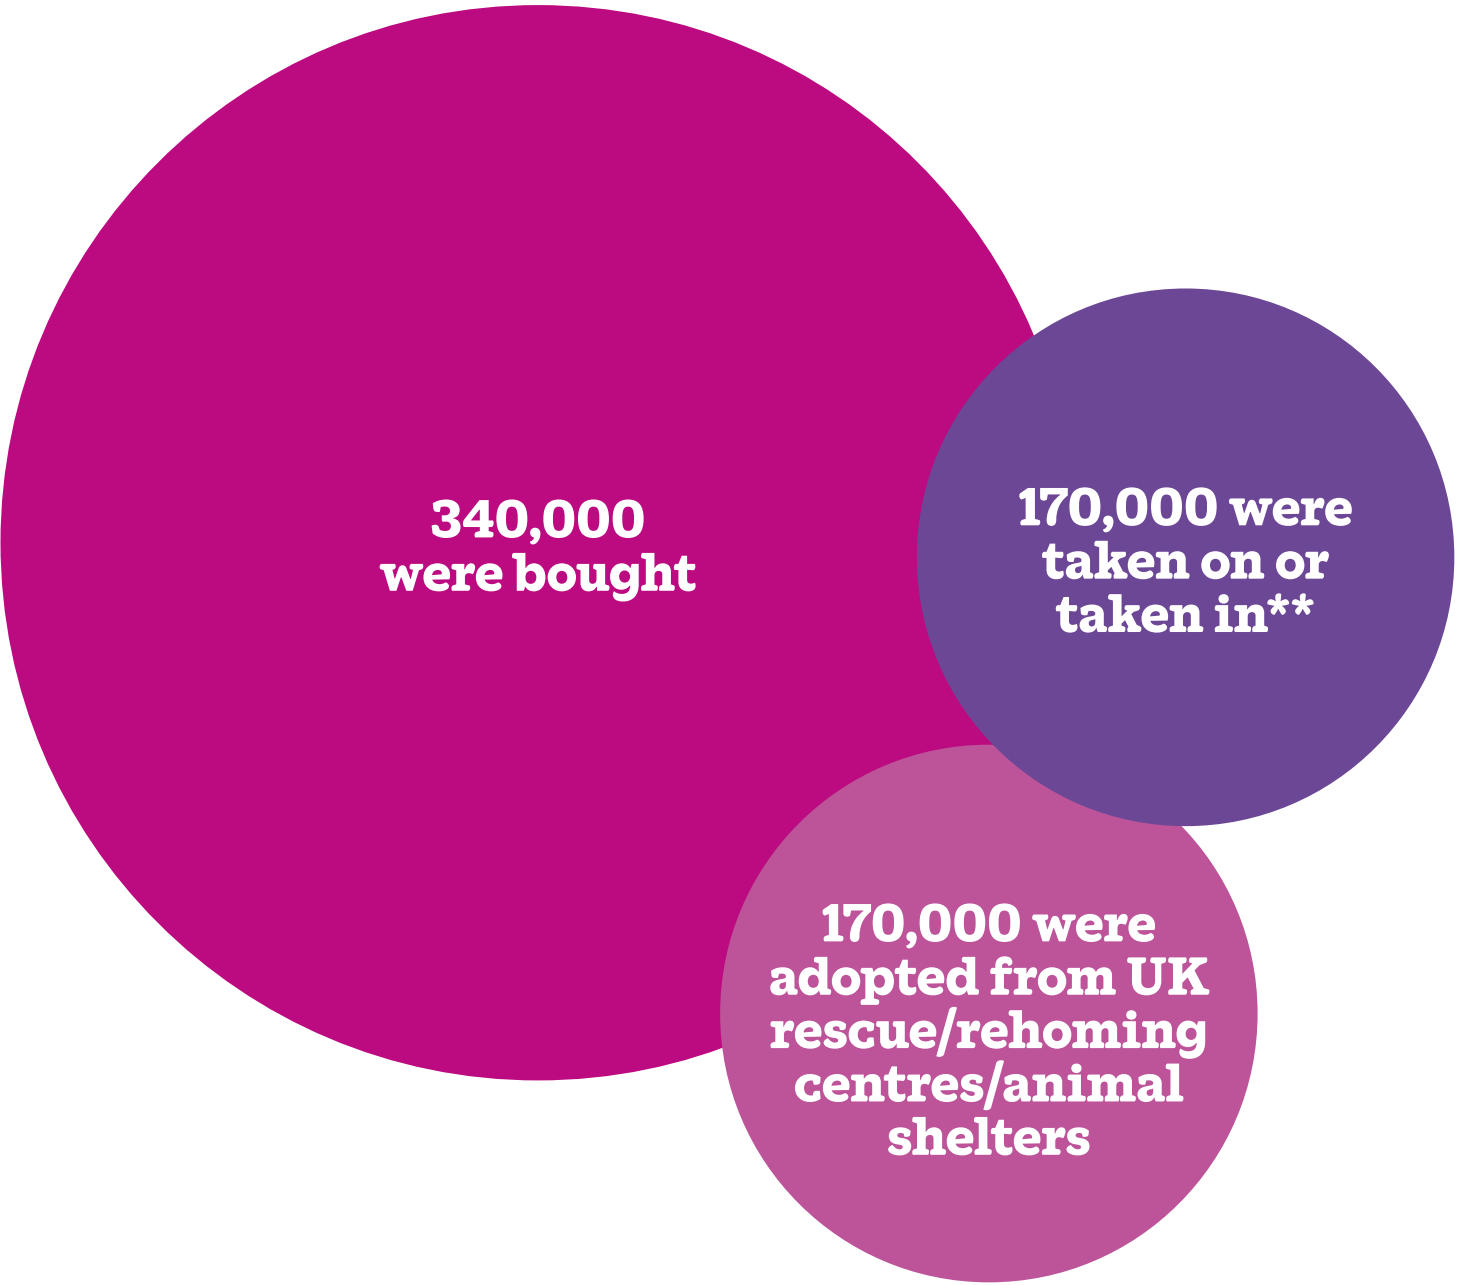 340,000
were bought
170,000 were
taken on or
taken in**
170,000 were
adopted from UK
rescue/rehoming
centres/animal
shelters